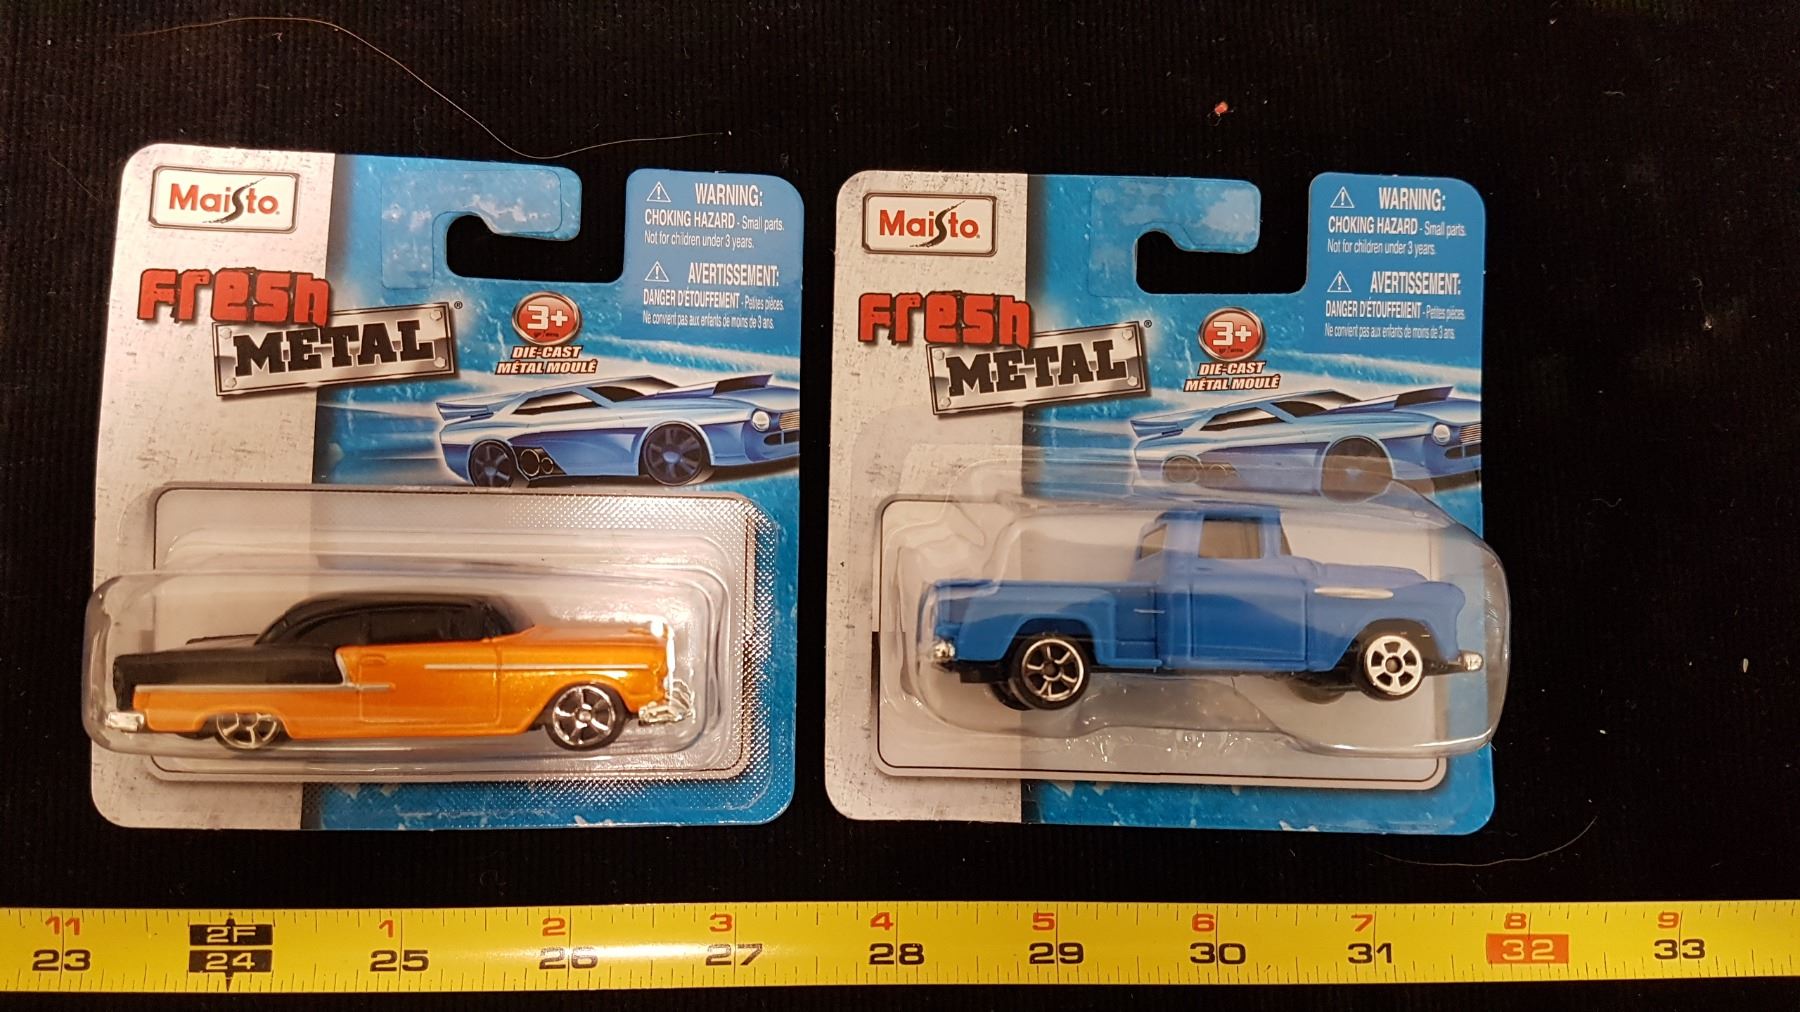 Maisto
Fresh
METAL®
3+
DIE-CAST
MÉTAL MOULÉ
WARNING:
CHOKING HAZARD - Small parts.
Not for children under 3 years.
AVERTISSEMENT:
DANGER D'ÉTOUFFEMENT - Petites pièces.
Ne convient pas aux enfants de moins de 3 ans.
Maisto
Fresh
METAL®
3+
DIE-CAST
MÉTAL MOULÉ
WARNING:
CHOKING HAZARD - Small parts.
Not for children under 3 years.
AVERTISSEMENT:
DANGER D'ÉTOUFFEMENT - Petites pièces.
Ne convient pas aux enfants de moins de 3 ans.
11 2F 1 2 3 4 5 6 7 8 9
23 24 25 26 27 28 29 30 31 32 33